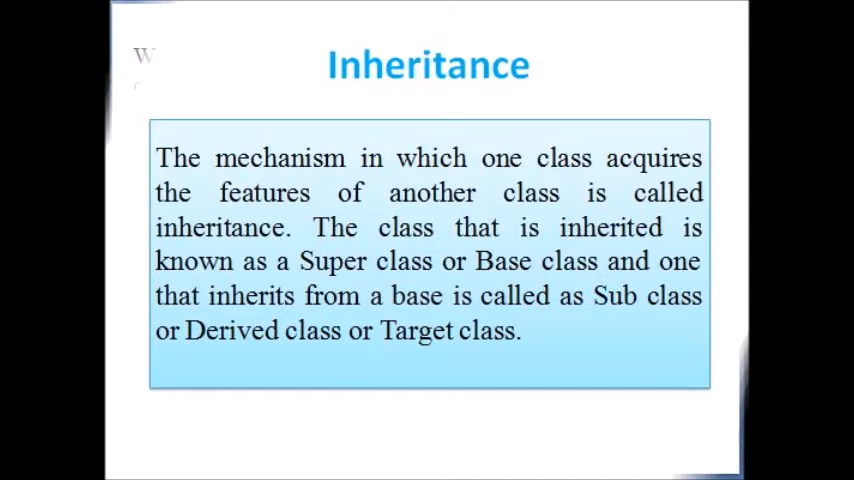 Inheritance
The mechanism in which one class acquires
the features of another class is called
inheritance. The class that is inherited is
known as a Super class or Base class and one
that inherits from a base is called as Sub class
or Derived class or Target class.